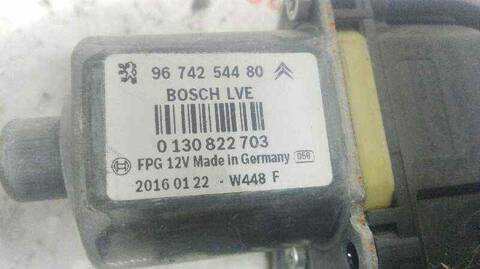 96 742 544 80
BOSCH LVE
0 130 822 703
FPG 12V Made in Germany 056
2016 01 22 - W448 F